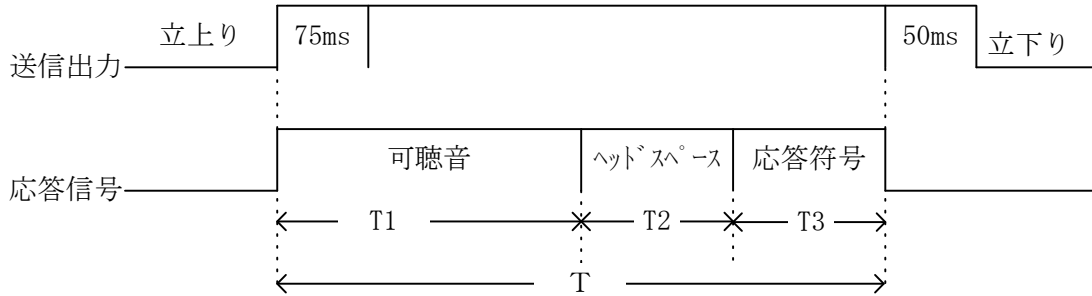 立上り 75ms 50ms 立下り
送信出力
可聴音 ヘッドスペース 応答符号
応答信号
T1 T2 T3
T